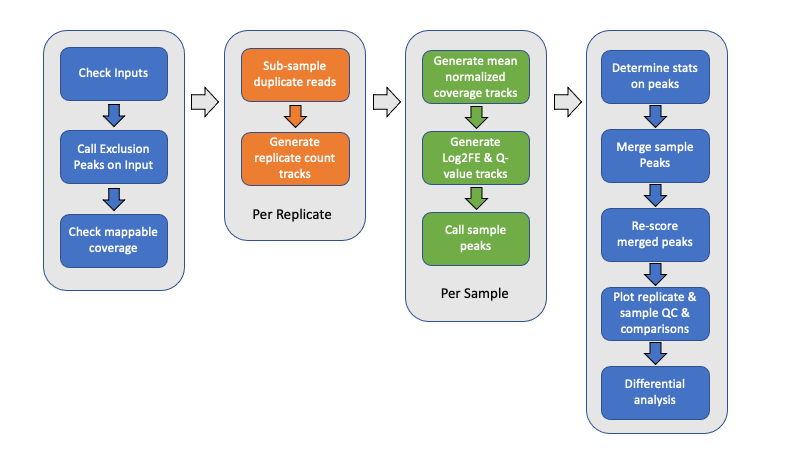 Check Inputs
Call Exclusion
Peaks on Input
Check mappable
coverage
Sub-sample
duplicate reads
Generate
replicate count
tracks
Per Replicate
Generate mean
normalized
coverage tracks
Generate
Log2FE & Q-
value tracks
Call sample
peaks
Per Sample
Determine stats
on peaks
Merge sample
Peaks
Re-score
merged peaks
Plot replicate &
sample QC &
comparisons
Differential
analysis